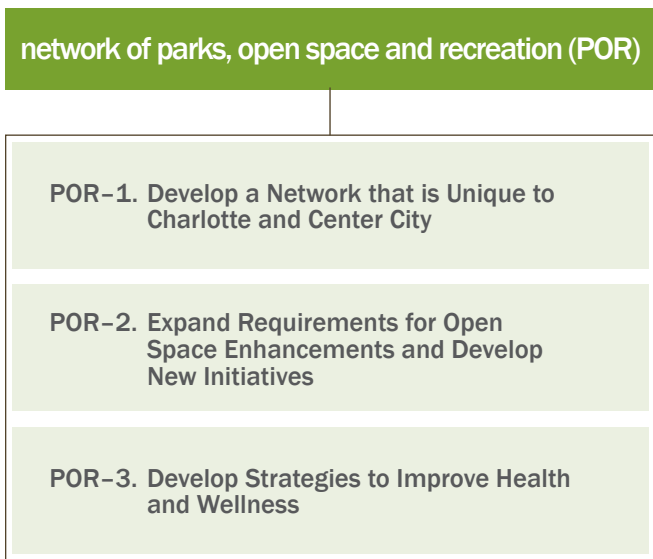 network of parks, open space and recreation (POR)
POR–1. Develop a Network that is Unique to
Charlotte and Center City
POR–2. Expand Requirements for Open
Space Enhancements and Develop
New Initiatives
POR–3. Develop Strategies to Improve Health
and Wellness